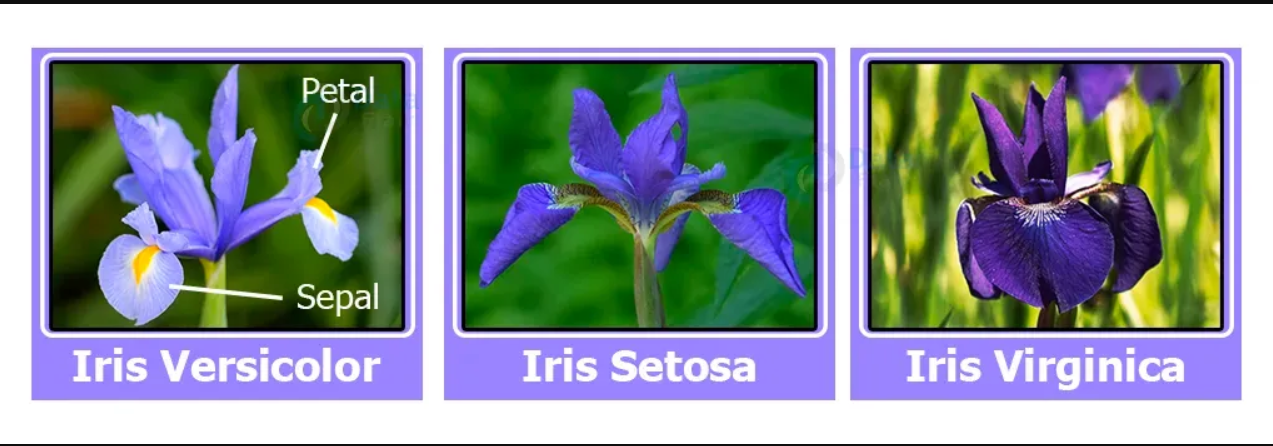 Petal
Sepal
Iris Versicolor
Iris Setosa
Iris Virginica